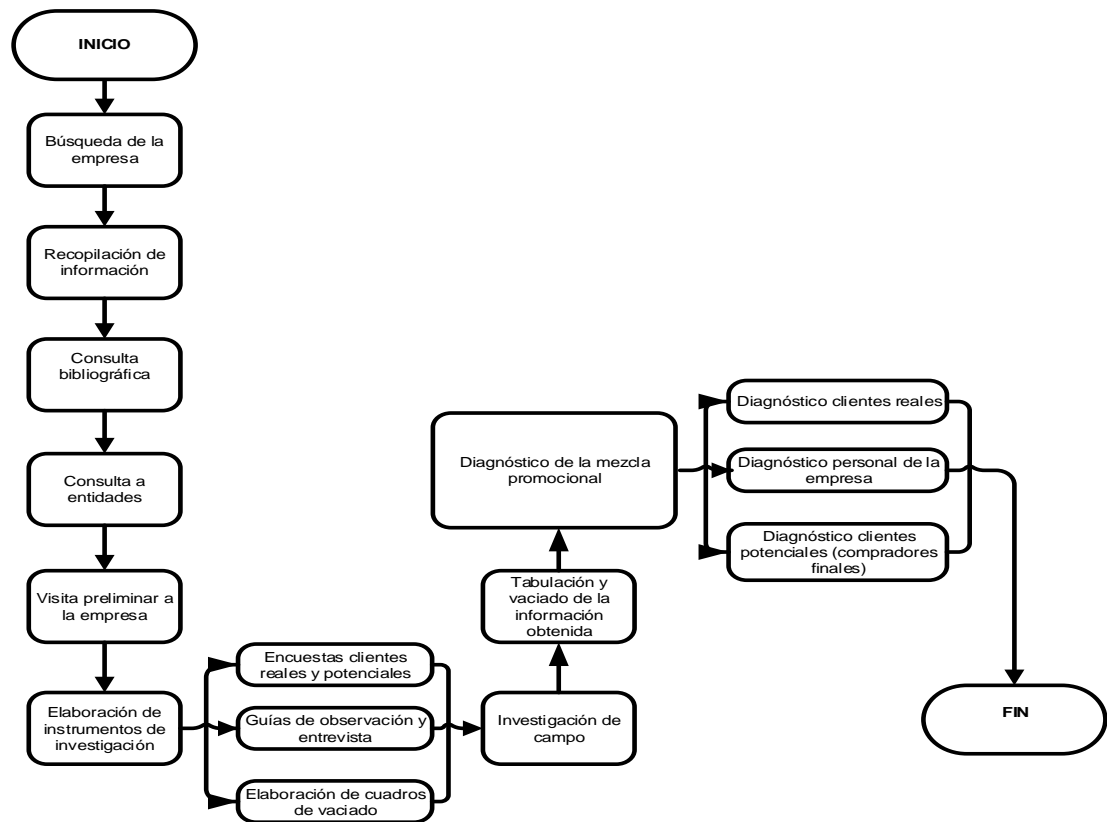 INICIO
Búsqueda de la
empresa
Recopilación de
información
Consulta
bibliográfica
Consulta a
entidades
Visita preliminar a
la empresa
Elaboración de
instrumentos de
investigación
Encuestas clientes
reales y potenciales
Guías de observación y
entrevista
Elaboración de cuadros
de vaciado
Investigación de
campo
Tabulación y
vaciado de la
información
obtenida
Diagnóstico de la mezcla
promocional
Diagnóstico clientes reales
Diagnóstico personal de la
empresa
Diagnóstico clientes
potenciales (compradores
finales)
FIN